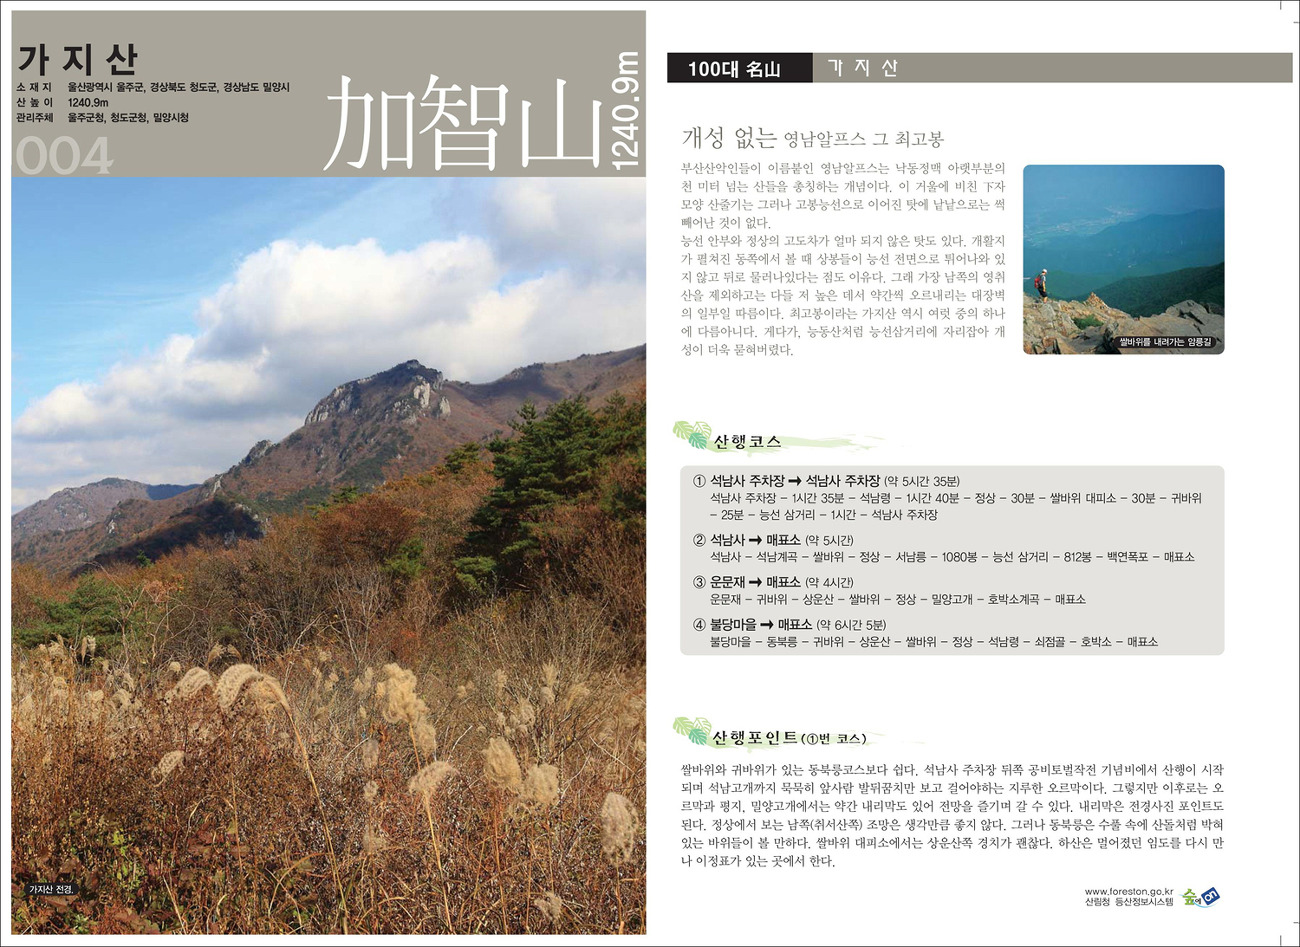 가 지 산
소 재 지 울산광역시 울주군, 경상북도 청도군, 경상남도 밀양시
산 높 이 1240.9m
관리주체 울주군청, 청도군청, 밀양시청
004
加智山
1240.9m
가지산 전경.
100대 名山 가 지 산
개성 없는 영남알프스 그 최고봉
부산산악인들이 이름붙인 영남알프스는 낙동정맥 아랫부분의
천 미터 넘는 산들을 총칭하는 개념이다. 이 거울에 비친 下자
모양 산줄기는 그러나 고봉능선으로 이어진 탓에 낱낱으로는 썩
빼어난 것이 없다.
능선 안부와 정상의 고도차가 얼마 되지 않은 탓도 있다. 개활지
가 펼쳐진 동쪽에서 볼 때 상봉들이 능선 전면으로 튀어나와 있
지 않고 뒤로 물러나있다는 점도 이유다. 그래 가장 남쪽의 영취
산을 제외하고는 다들 저 높은 데서 약간씩 오르내리는 대장벽
의 일부일 따름이다. 최고봉이라는 가지산 역시 여럿 중의 하나
에 다름아니다. 게다가, 능동산처럼 능선삼거리에 자리잡아 개
성이 더욱 묻혀버렸다.
쌀바위를 내려가는 암릉길
산행코스
① 석남사 주차장 ➞ 석남사 주차장 (약 5시간 35분)
석남사 주차장 – 1시간 35분 – 석남령 – 1시간 40분 – 정상 – 30분 – 쌀바위 대피소 – 30분 – 귀바위
– 25분 – 능선 삼거리 – 1시간 – 석남사 주차장
② 석남사 ➞ 매표소 (약 5시간)
석남사 – 석남계곡 – 쌀바위 – 정상 – 서남릉 – 1080봉 – 능선 삼거리 – 812봉 – 백연폭포 – 매표소
③ 운문재 ➞ 매표소 (약 4시간)
운문재 – 귀바위 – 상운산 – 쌀바위 – 정상 – 밀양고개 – 호박소계곡 – 매표소
④ 불당마을 ➞ 매표소 (약 6시간 5분)
불당마을 – 동북릉 – 귀바위 – 상운산 – 쌀바위 – 정상 – 석남령 – 쇠점골 – 호박소 – 매표소
산행포인트(①번 코스)
쌀바위와 귀바위가 있는 동북릉코스보다 쉽다. 석남사 주차장 뒤쪽 공비토벌작전 기념비에서 산행이 시작
되며 석남고개까지 묵묵히 앞사람 발뒤꿈치만 보고 걸어야하는 지루한 오르막이다. 그렇지만 이후로는 오
르막과 평지, 밀양고개에서는 약간 내리막도 있어 전망을 즐기며 갈 수 있다. 내리막은 전경사진 포인트도
된다. 정상에서 보는 남쪽(취서산쪽) 조망은 생각만큼 좋지 않다. 그러나 동북릉은 수풀 속에 산돌처럼 박혀
있는 바위들이 볼 만하다. 쌀바위 대피소에서는 상운산쪽 경치가 괜찮다. 하산은 멀어졌던 임도를 다시 만
나 이정표가 있는 곳에서 한다.
www.foreston.go.kr
산림청 등산정보시스템
숲에on